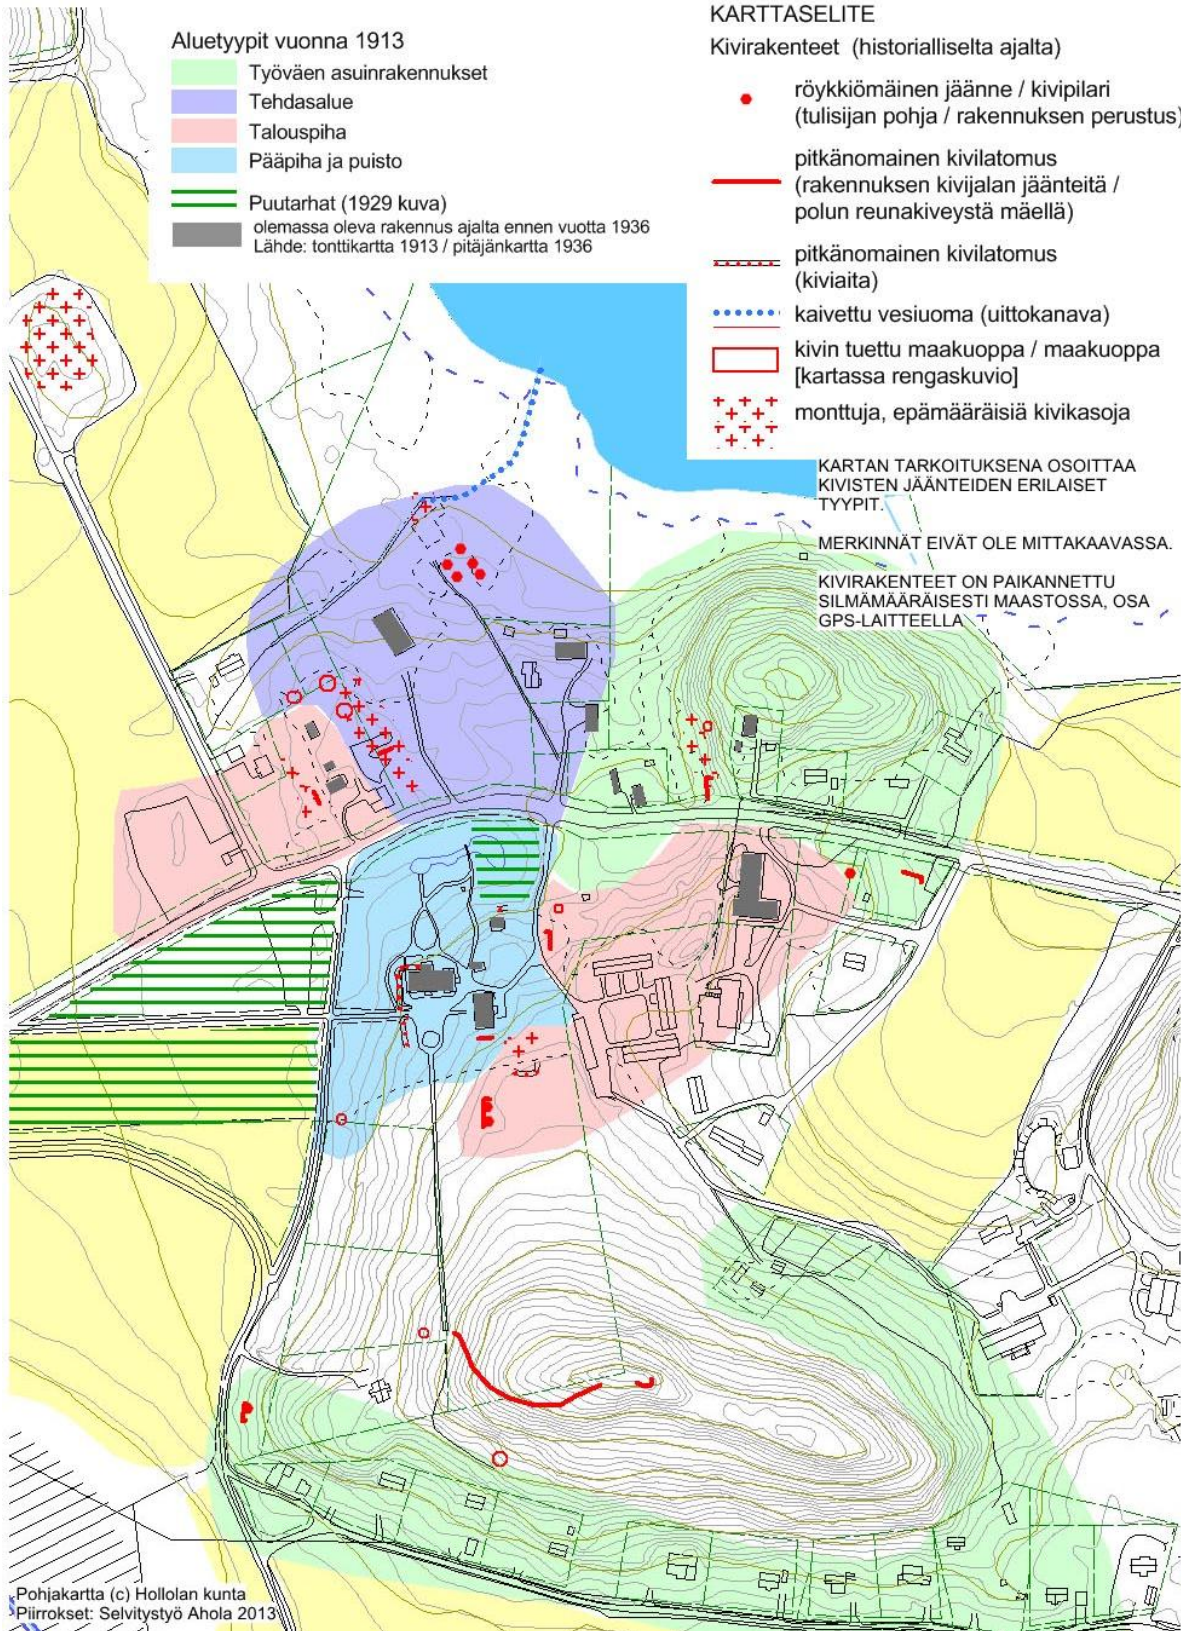 Aluetyypit vuonna 1913
Työväen asuinrakennukset
Tehdasalue
Talouspiha
Pääpiha ja puisto
Puutarhat (1929 kuva)
olemassa oleva rakennus ajalta ennen vuotta 1936
Lähde: tonttikartta 1913 / pitäjänkartta 1936
KARTTASELITE
Kivirakenteet (historialliselta ajalta)
röykkiömäinen jäänne / kivipilari
(tulisijan pohja / rakennuksen perustus)
pitkänomainen kivilatomus
(rakennuksen kivijalan jäänteitä /
polun reunakiveystä mäellä)
pitkänomainen kivilatomus
(kiviaita)
kaivettu vesiuoma (uittokanava)
kivin tuettu maakuoppa / maakuoppa
[kartassa rengaskuvio]
monttuja, epämääräisiä kivikasoja
KARTAN TARKOITUKSENA OSOITTAA
KIVISTEN JÄÄNTEIDEN ERILAISET
TYYPIT.
MERKINNÄT EIVÄT OLE MITTAKAAVASSA.
KIVIRAKENTEET ON PAIKANNETTU
SILMÄMÄÄRÄISESTI MAASTOSSA, OSA
GPS-LAITTEELLA
Pohjakartta (c) Hollolan kunta
Piirrokset: Selvitystyö Ahola 2013